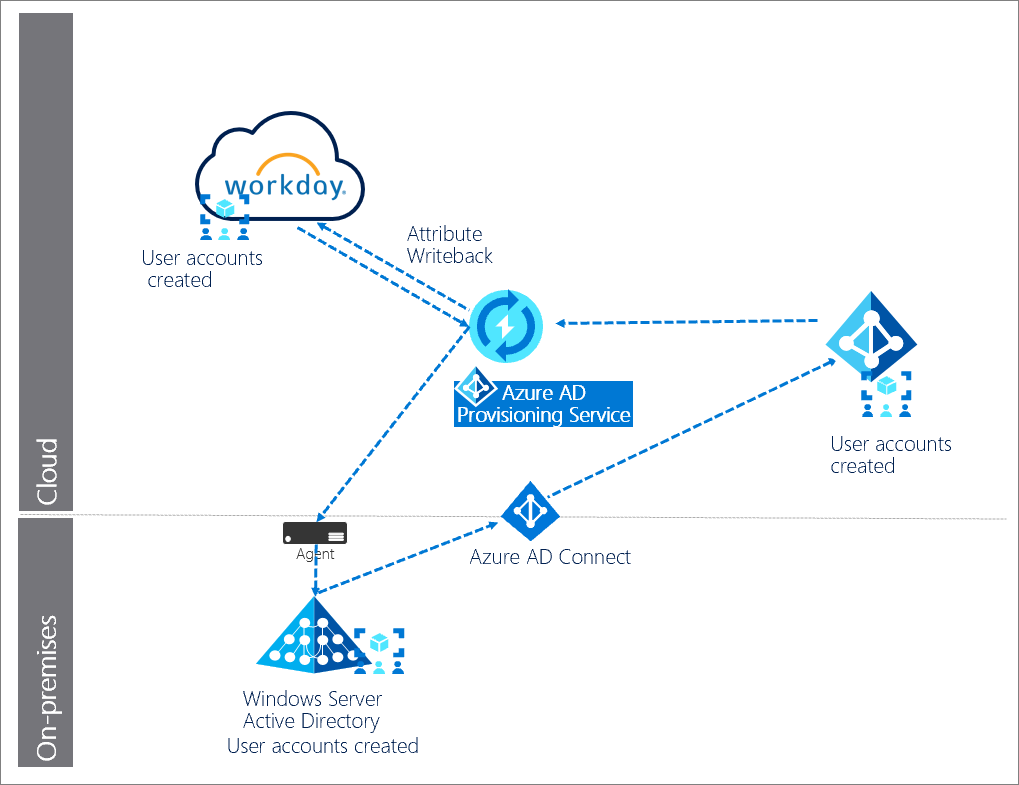 workday.
User accounts
created
Attribute
Writeback
Azure AD
Provisioning Service
User accounts
created
Cloud
Agent
Azure AD Connect
On-premises
Windows Server
Active Directory
User accounts created